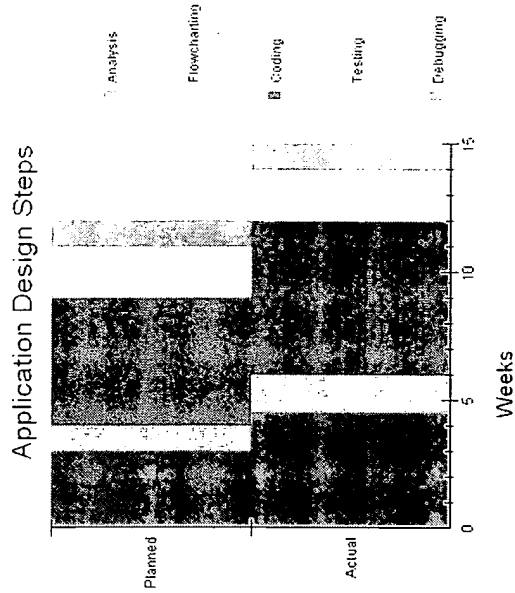 Application Design Steps
Planned
Actual
0
5
10
15
Weeks
Analysis
Flowcharting
Coding
Testing
Debugging